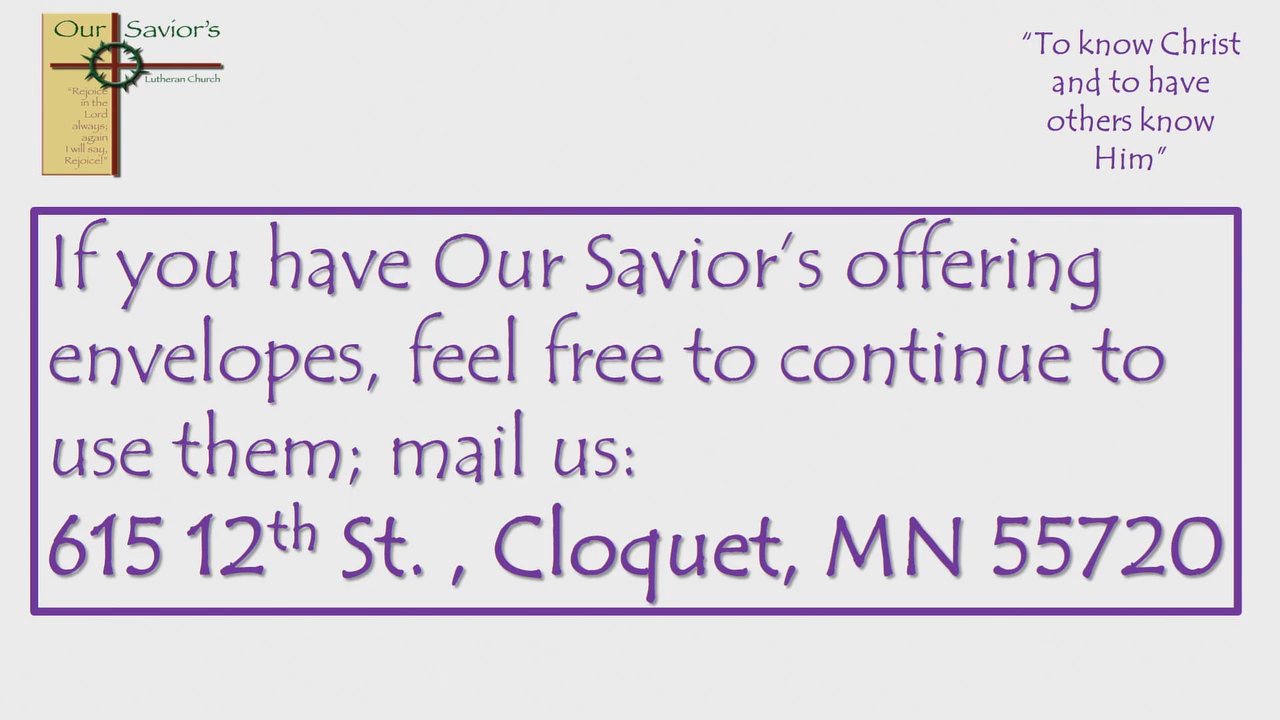 Our Savior's
Lutheran Church
"Rejoice
in the
Lord
always;
again
I will say,
Rejoice!"
"To know Christ
and to have
others know
Him"
If you have Our Savior's offering
envelopes, feel free to continue to
use them; mail us:
615 12th St. , Cloquet, MN 55720